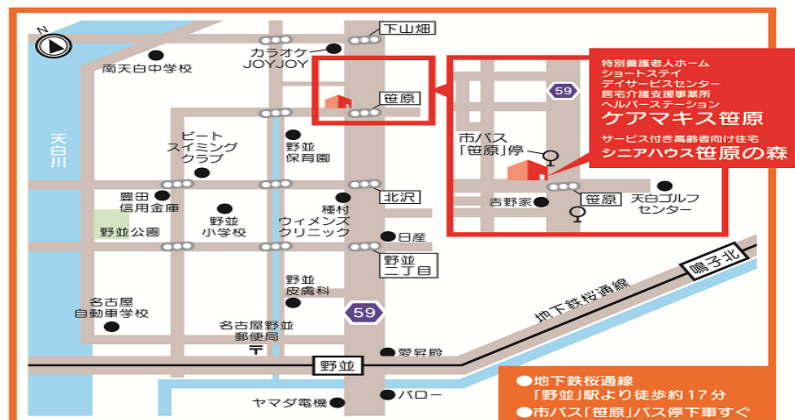 N
下山畑
カラオケ
JOYJOY
南天白中学校
笹原
天白川
ビート
スイミング
クラブ
野並
保育園
豊田
信用金庫
野並
小学校
種村
ウィメンズ
クリニック
北沢
野並公園
日産
野並
二丁目
野並
皮膚科
59
名古屋
自動車学校
名古屋野並
郵便局
〒
愛昇殿
野並
ヤマダ電機
バロー
地下鉄桜通線
鳴子北
59
市バス
「笹原」停
吉野家
笹原
天白ゴルフ
センター
特別養護老人ホーム
ショートステイ
デイサービスセンター
居宅介護支援事業所
ヘルパーステーション
ケアマキス笹原
サービス付き高齢者向け住宅
シニアハウス笹原の森
●地下鉄桜通線
「野並」駅より徒歩約17分
●市バス「笹原」バス停下車すぐ